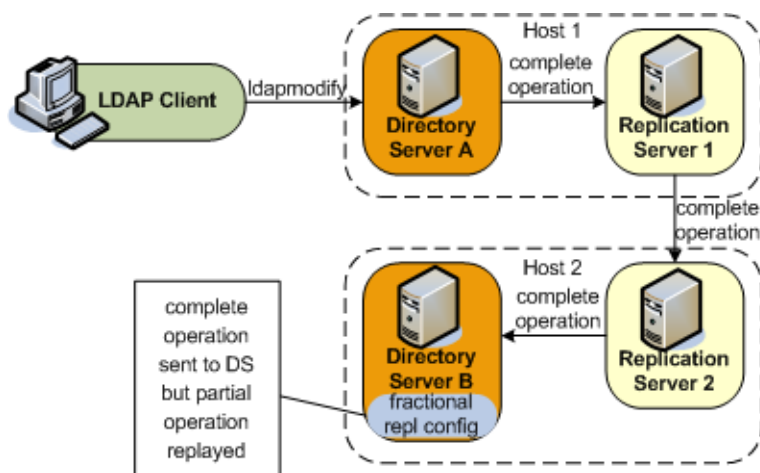 Host 1
LDAP Client
ldapmodify
Directory
Server A
complete
operation
Replication
Server 1
complete
operation
Host 2
Replication
Server 2
complete
operation
Directory
Server B
fractional
repl config
complete
operation
sent to DS
but partial
operation
replayed